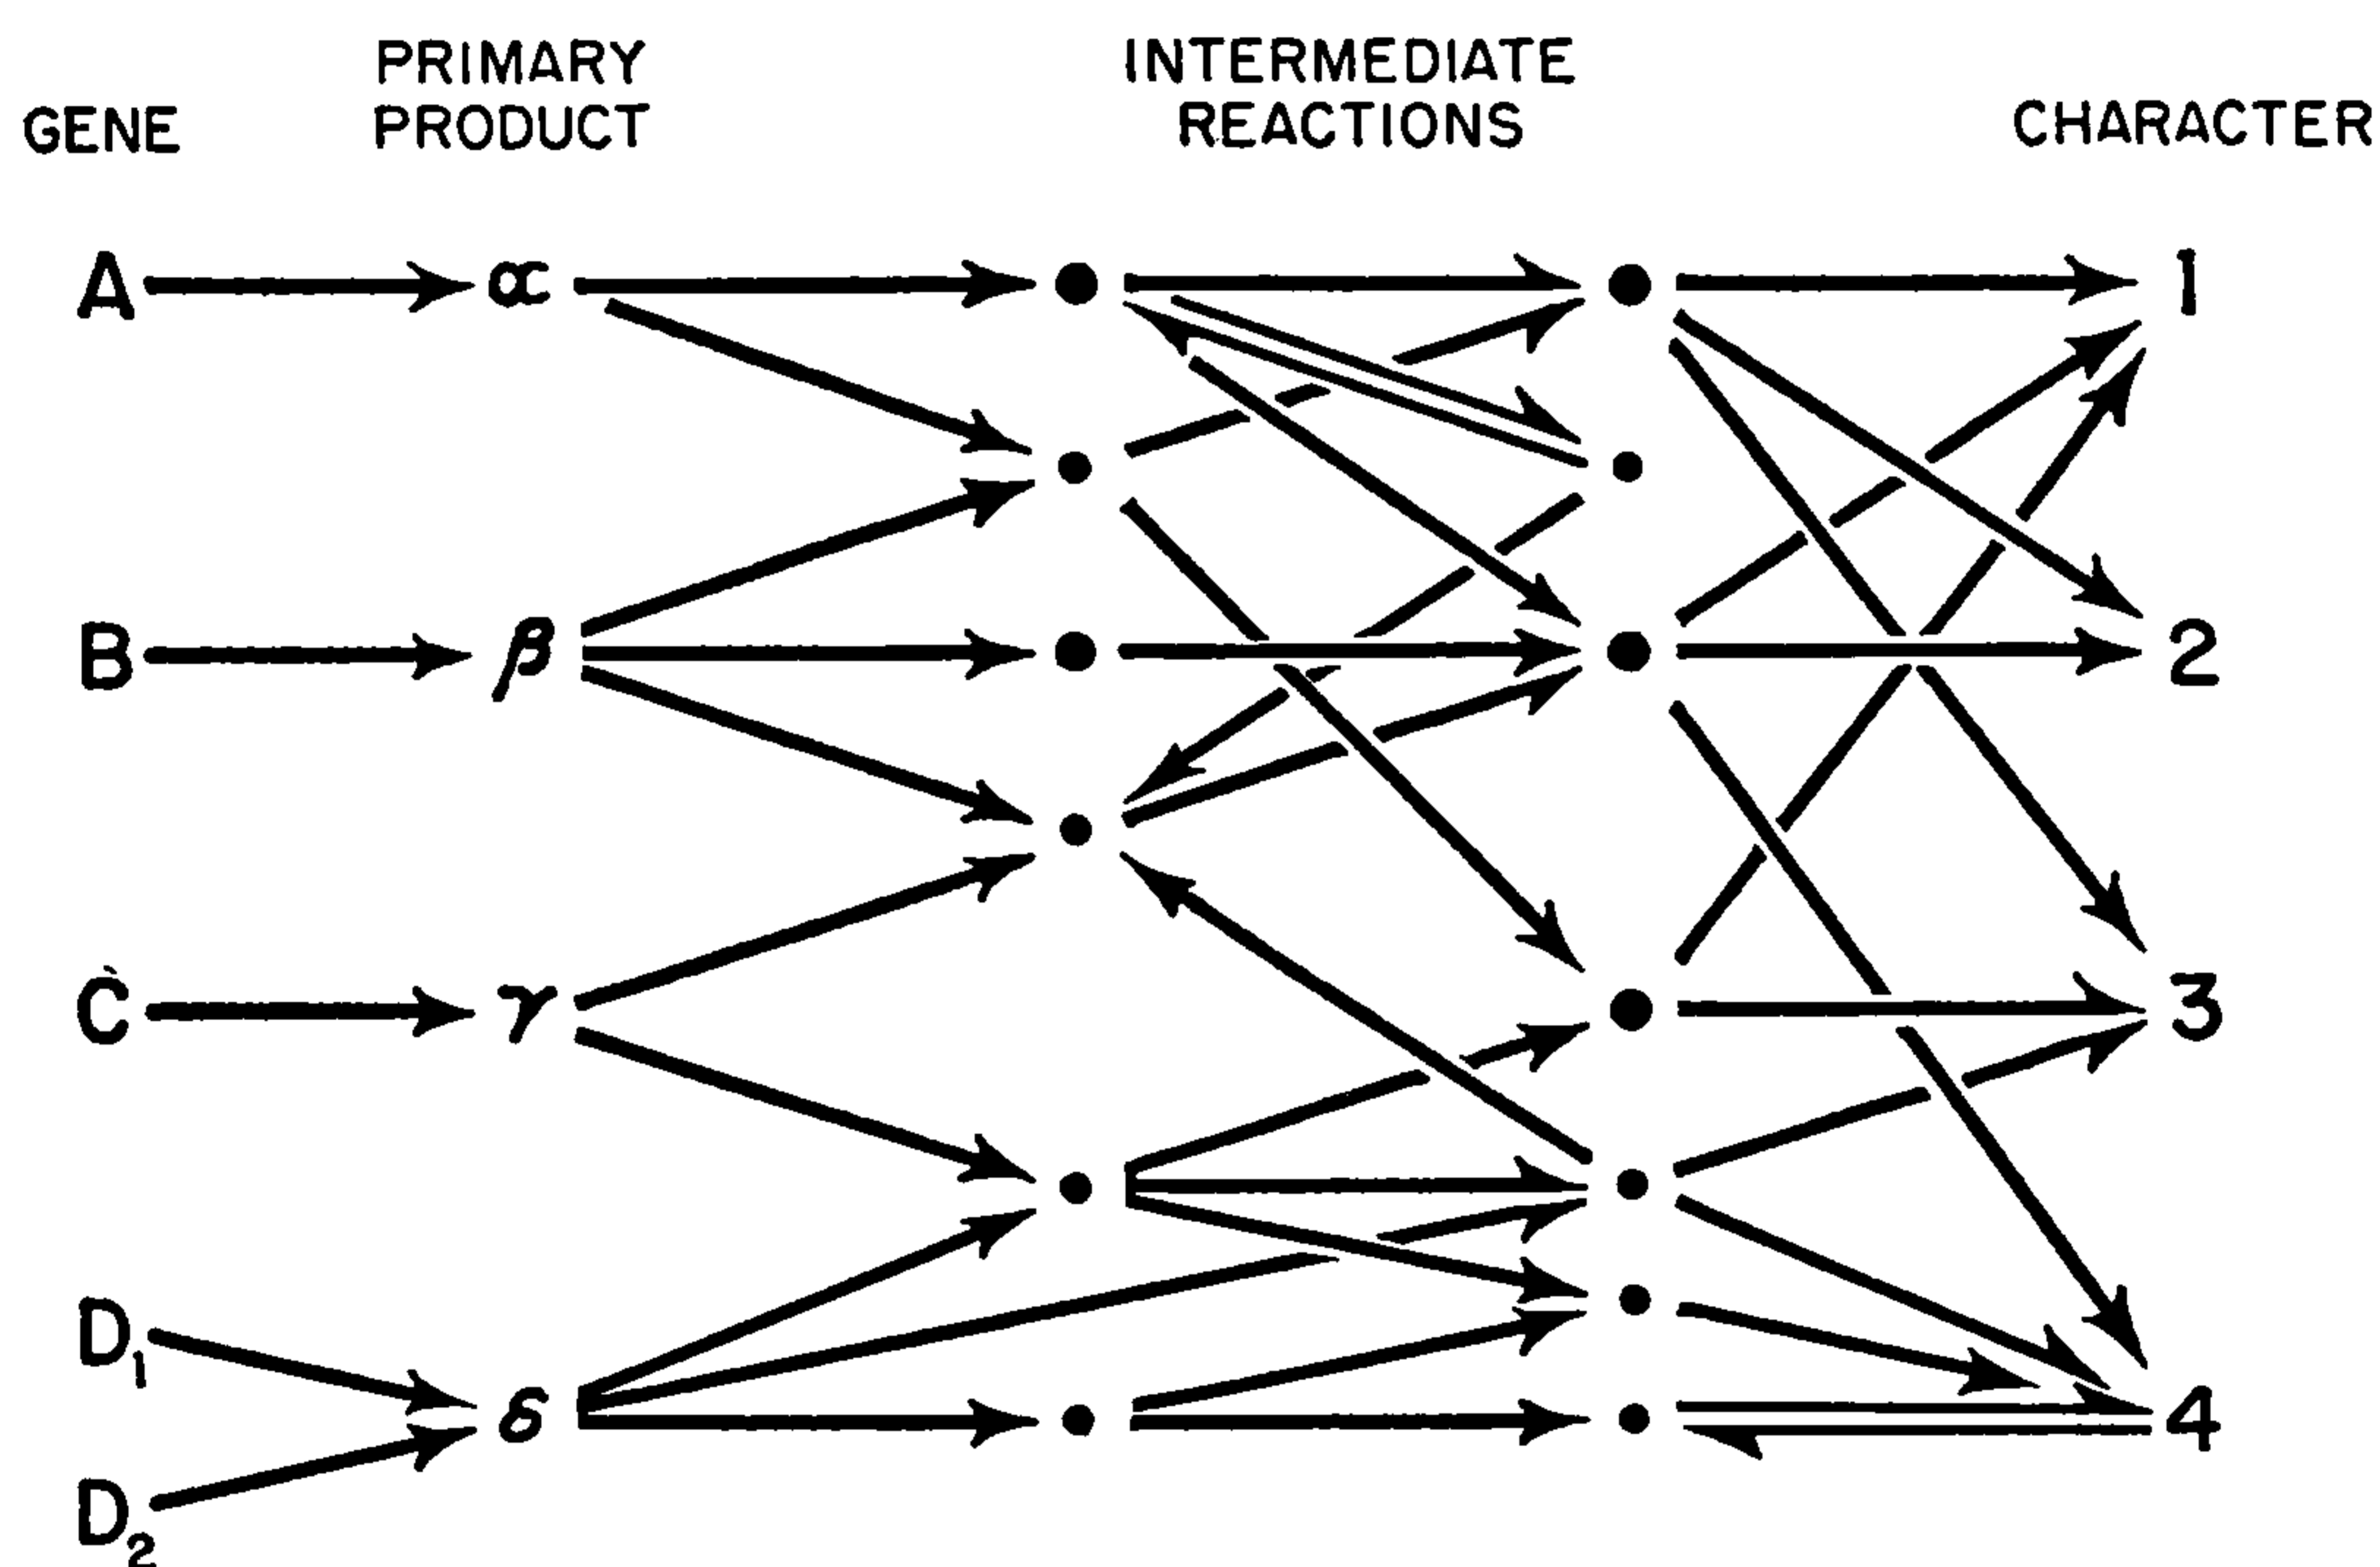 PRIMARY INTERMEDIATE
GENE PRODUCT REACTIONS CHARACTER
A α 1
B β 2
C γ 3
D1 δ 4
D2